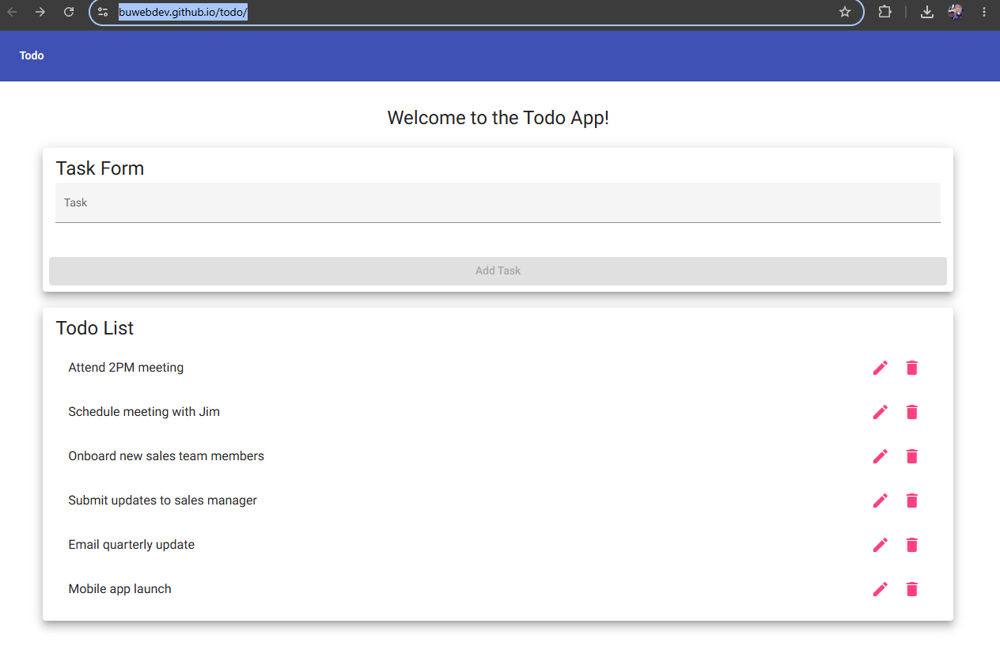 buwebdev.github.io/todo/
Todo
Welcome to the Todo App!
Task Form
Task
Add Task
Todo List
Attend 2PM meeting
Schedule meeting with Jim
Onboard new sales team members
Submit updates to sales manager
Email quarterly update
Mobile app launch